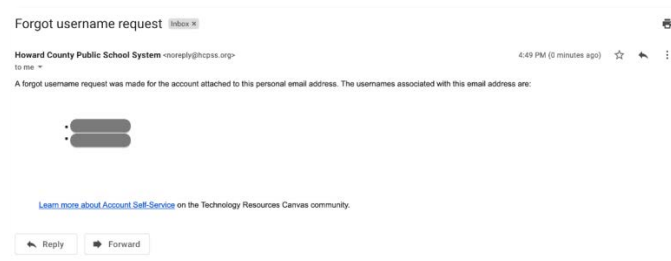 Forgot username request Inbox ×
Howard County Public School System <noreply@hcpss.org> 4:49 PM (0 minutes ago)
to me
A forgot username request was made for the account attached to this personal email address. The usernames associated with this email address are:
Learn more about Account Self-Service on the Technology Resources Canvas community.
Reply Forward